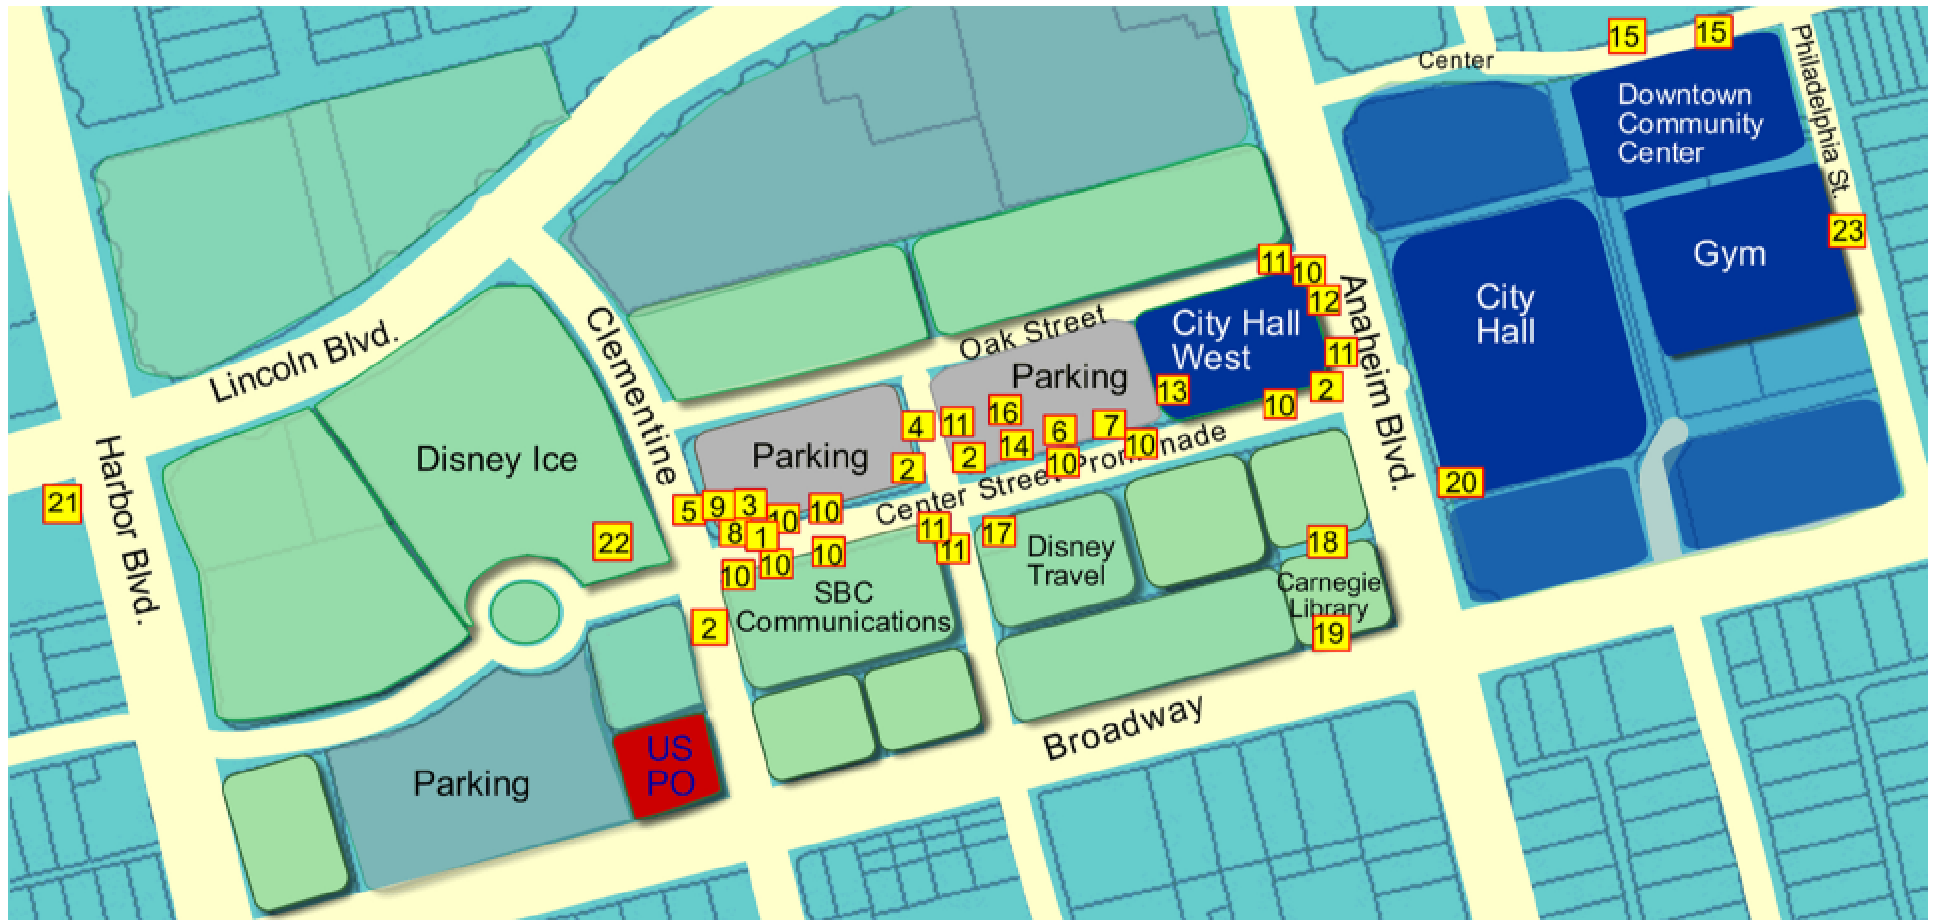 15
15
Center
Philadelphia St.
Downtown
Community
Center
23
Gym
11
10
12
City
Hall
Anaheim Blvd.
City Hall
West
11
Oak Street
Clementine
Lincoln Blvd.
Parking
13
2
10
16
11
4
6
7
14
10
2
10
2
Center Street Promenade
Parking
Disney Ice
Harbor Blvd.
21
20
5
9
3
10
10
8
1
11
11
17
22
10
10
10
18
Disney
Travel
SBC
Communications
Carnegie
Library
19
2
Broadway
US
PO
Parking